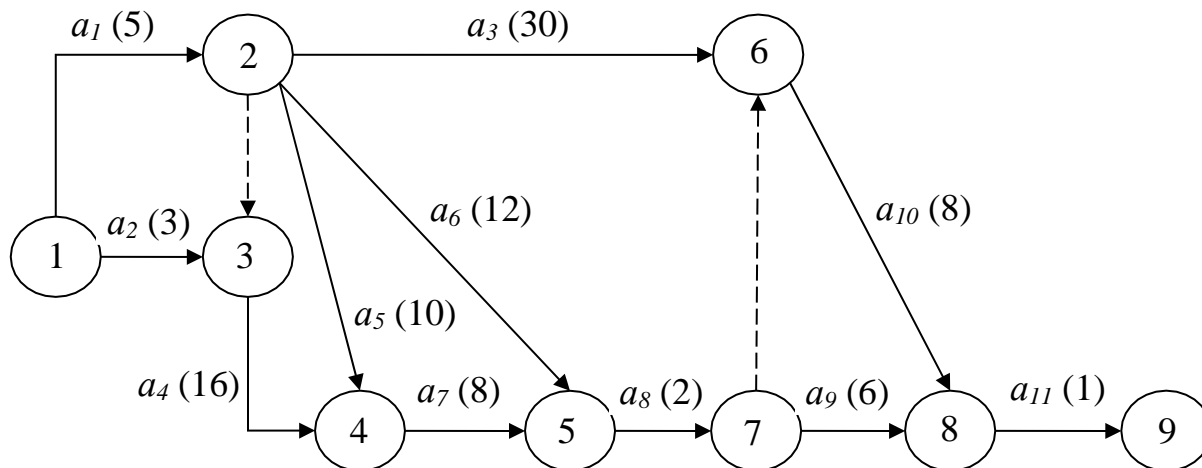 a1 (5)
2
a3 (30)
6
a6 (12)
a10 (8)
1
a2 (3)
3
a5 (10)
a4 (16)
4
a7 (8)
5
a8 (2)
7
a9 (6)
8
a11 (1)
9